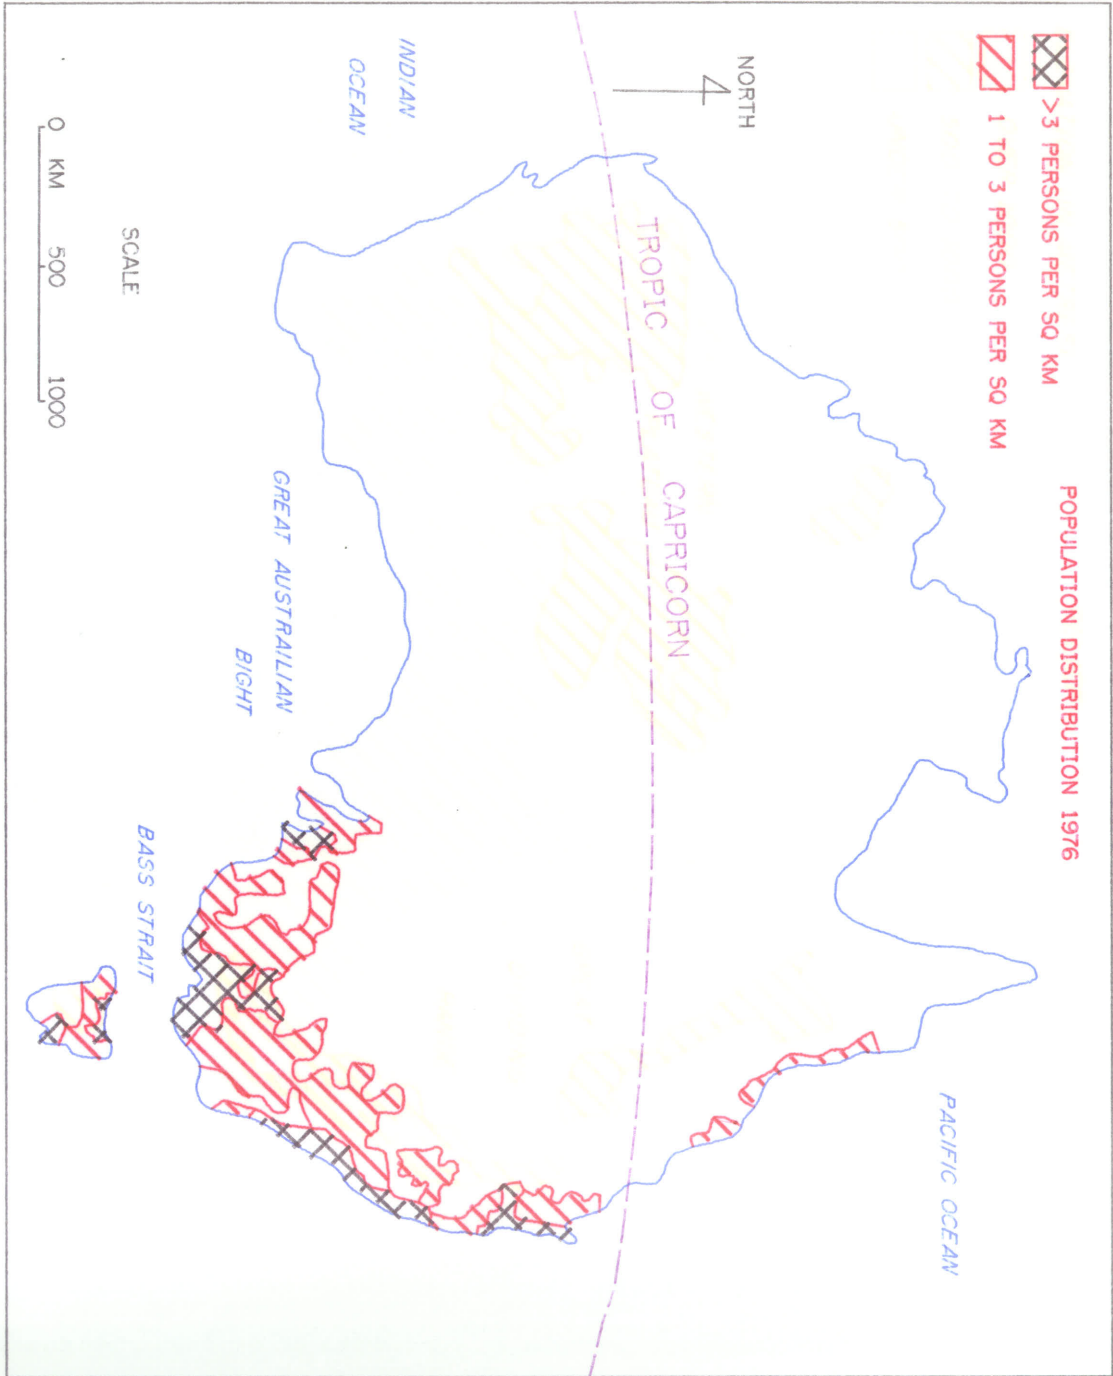 POPULATION DISTRIBUTION 1976
>3 PERSONS PER SQ KM
1 TO 3 PERSONS PER SQ KM
PACIFIC OCEAN
NORTH
TROPIC OF CAPRICORN
INDIAN
OCEAN
GREAT AUSTRAILIAN
BIGHT
BASS STRAIT
SCALE
0 KM 500 1000